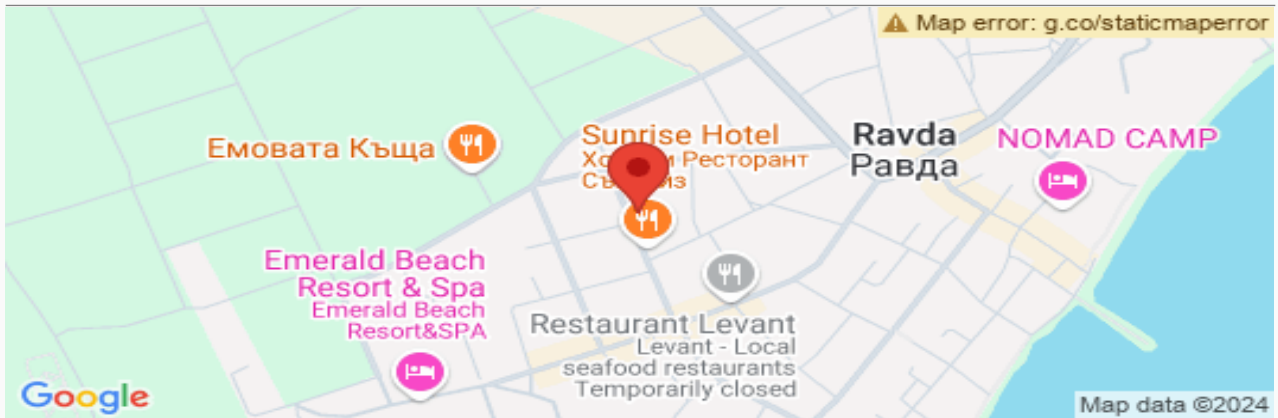 Map error: g.co/staticmaperror
Емовата Къща
Sunrise Hotel
Ресторант
Ravda
Равда
NOMAD CAMP
Emerald Beach
Resort & Spa
Emerald Beach
Resort&SPA
Restaurant Levant
Levant - Local
seafood restaurants
Temporarily closed
Google
Map data ©2024